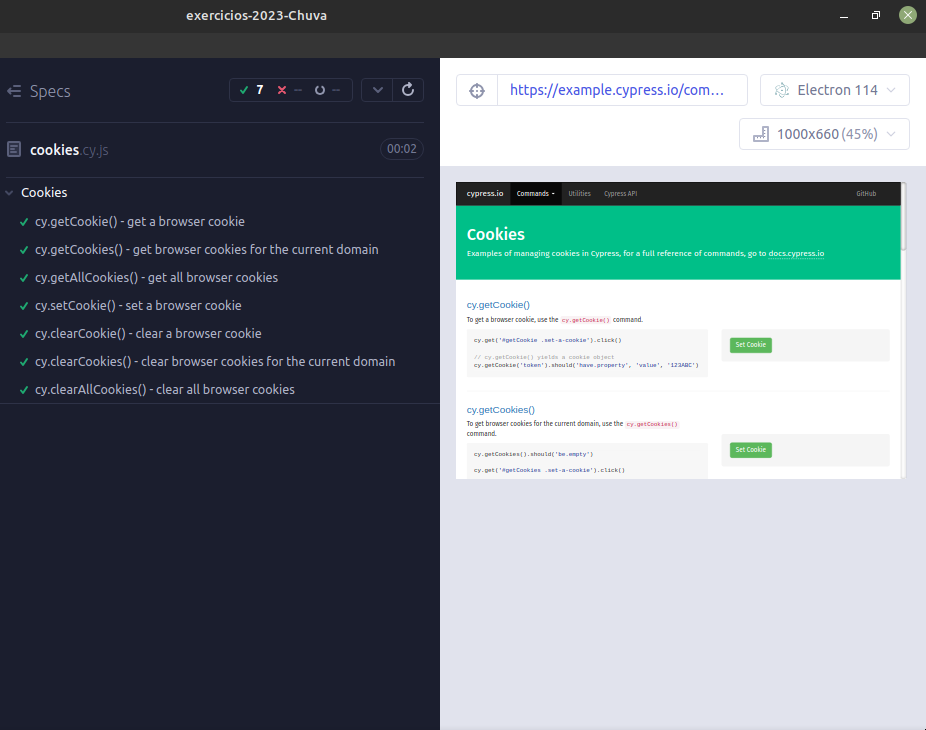 exercicios-2023-Chuva
Specs
7 -- --
cookies.cy.js
00:02
Cookies
cy.getCookie() - get a browser cookie
cy.getCookies() - get browser cookies for the current domain
cy.getAllCookies() - get all browser cookies
cy.setCookie() - set a browser cookie
cy.clearCookie() - clear a browser cookie
cy.clearCookies() - clear browser cookies for the current domain
cy.clearAllCookies() - clear all browser cookies
https://example.cypress.io/com...
Electron 114
1000x660 (45%)
cypress.io Commands Utilities Cypress API GitHub
Cookies
Examples of managing cookies in Cypress, for a full reference of commands, go to docs.cypress.io
cy.getCookie()
To get a browser cookie, use the cy.getCookie() command.
cy.get('#getCookie .set-a-cookie').click()
// cy.getCookie() yields a cookie object
cy.getCookie('token').should('have.property', 'value', '123ABC')
Set Cookie
cy.getCookies()
To get browser cookies for the current domain, use the cy.getCookies()
command.
cy.getCookies().should('be.empty')
cy.get('#getCookies .set-a-cookie').click()
Set Cookie